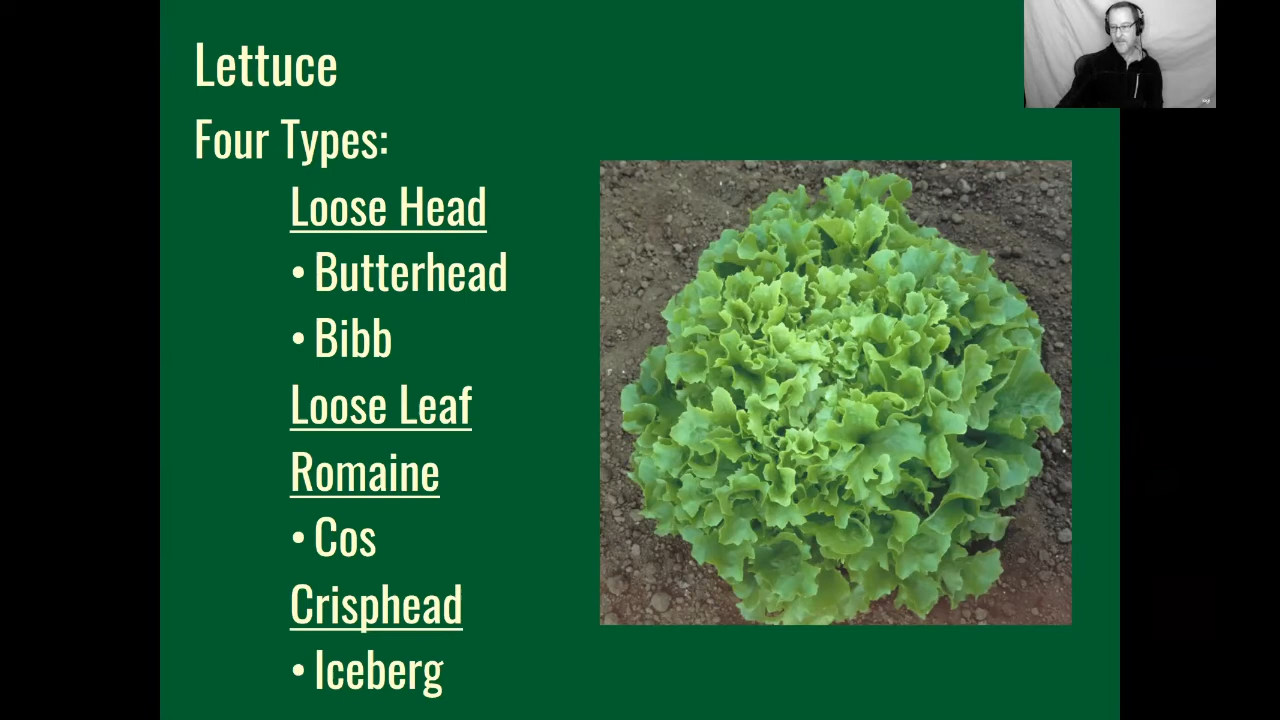 Lettuce
Four Types:
Loose Head
• Butterhead
• Bibb
Loose Leaf
Romaine
• Cos
Crisphead
• Iceberg